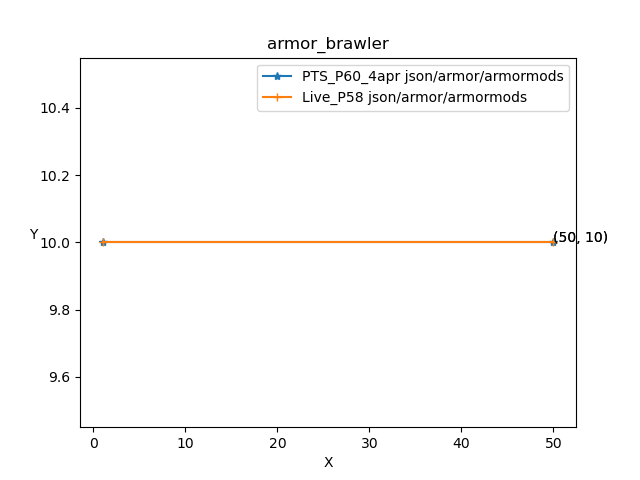 armor_brawler
PTS_P60_4apr json/armor/armormods
Live_P58 json/armor/armormods
10.4
10.2
10.0
9.8
9.6
Y
(50, 10)
0
10
20
30
40
50
X